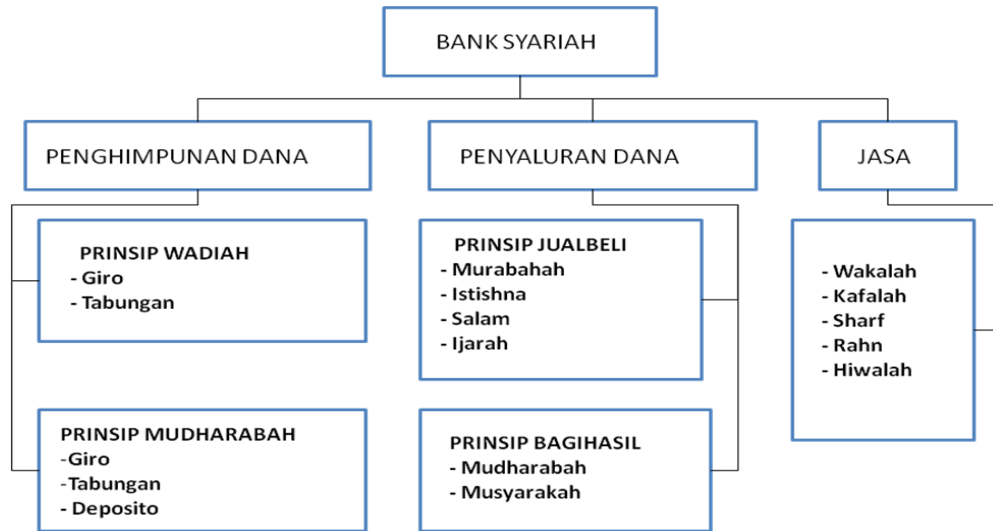 BANK SYARIAH
PENGHIMPUNAN DANA
PENYALURAN DANA
JASA
PRINSIP WADIAH
- Giro
- Tabungan
PRINSIP MUDHARABAH
-Giro
-Tabungan
- Deposito
PRINSIP JUALBELI
- Murabahah
- Istishna
- Salam
- Ijarah
PRINSIP BAGIHASIL
- Mudharabah
- Musyarakah
- Wakalah
- Kafalah
- Sharf
- Rahn
- Hiwalah